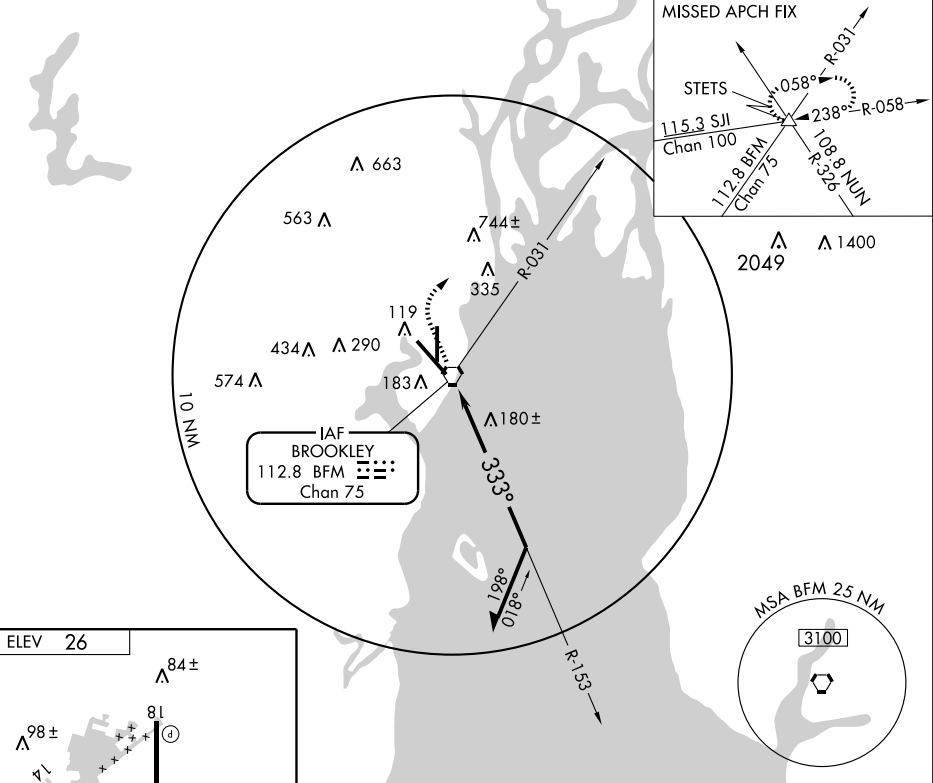 MISSED APCH FIX
R-031
STETS
058°
238°
R-058
115.3 SJI
Chan 100
112.8 BFM
Chan 75
108.8 NUN
R-326
663
563
744±
R-031
335
2049
1400
119
434
290
574
183
180±
10 NM
IAF
BROOKLEY
112.8 BFM
Chan 75
333°
198°
018°
R-153
MSA BFM 25 NM
3100
ELEV 26
84±
18
P
98±
14